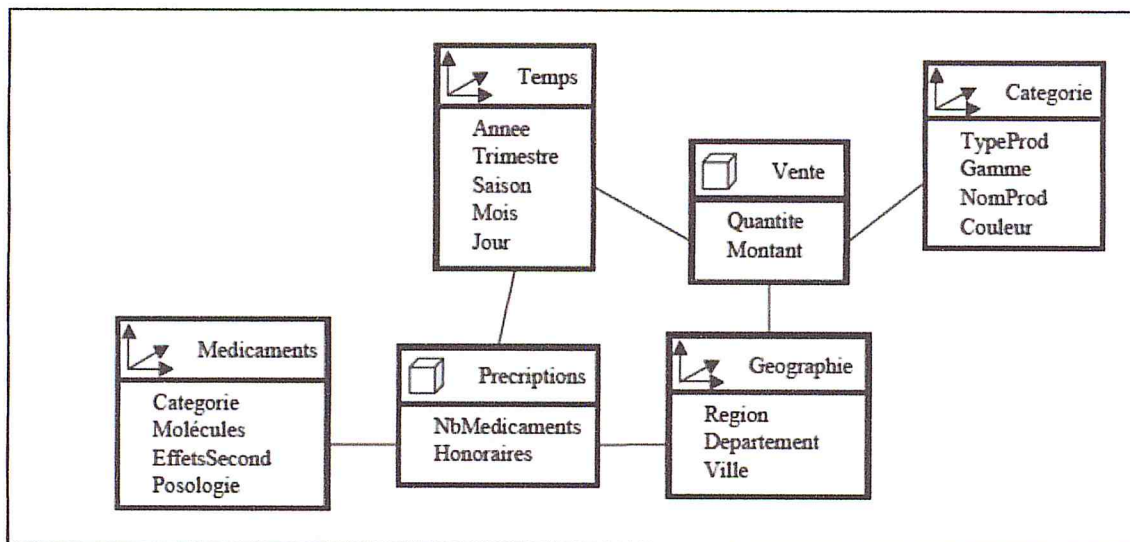 Temps
Annee
Trimestre
Saison
Mois
Jour
Categorie
TypeProd
Gamme
NomProd
Couleur
Vente
Quantite
Montant
Medicaments
Categorie
Molécules
EffetsSecond
Posologie
Precriptions
NbMedicaments
Honoraires
Geographie
Region
Departement
Ville